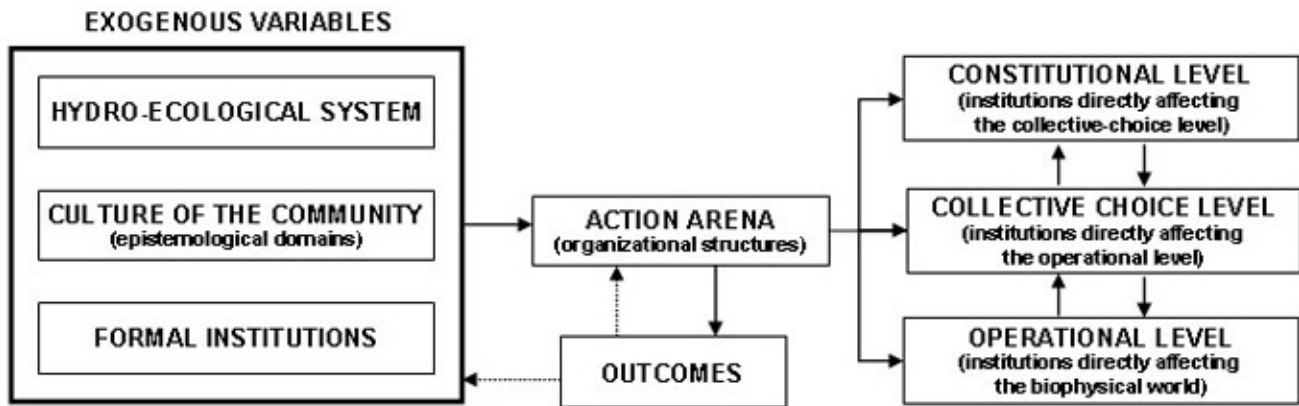 EXOGENOUS VARIABLES
HYDRO-ECOLOGICAL SYSTEM
CULTURE OF THE COMMUNITY
(epistemological domains)
FORMAL INSTITUTIONS
ACTION ARENA
(organizational structures)
OUTCOMES
CONSTITUTIONAL LEVEL
(institutions directly affecting
the collective-choice level)
COLLECTIVE CHOICE LEVEL
(institutions directly affecting
the operational level)
OPERATIONAL LEVEL
(institutions directly affecting
the biophysical world)